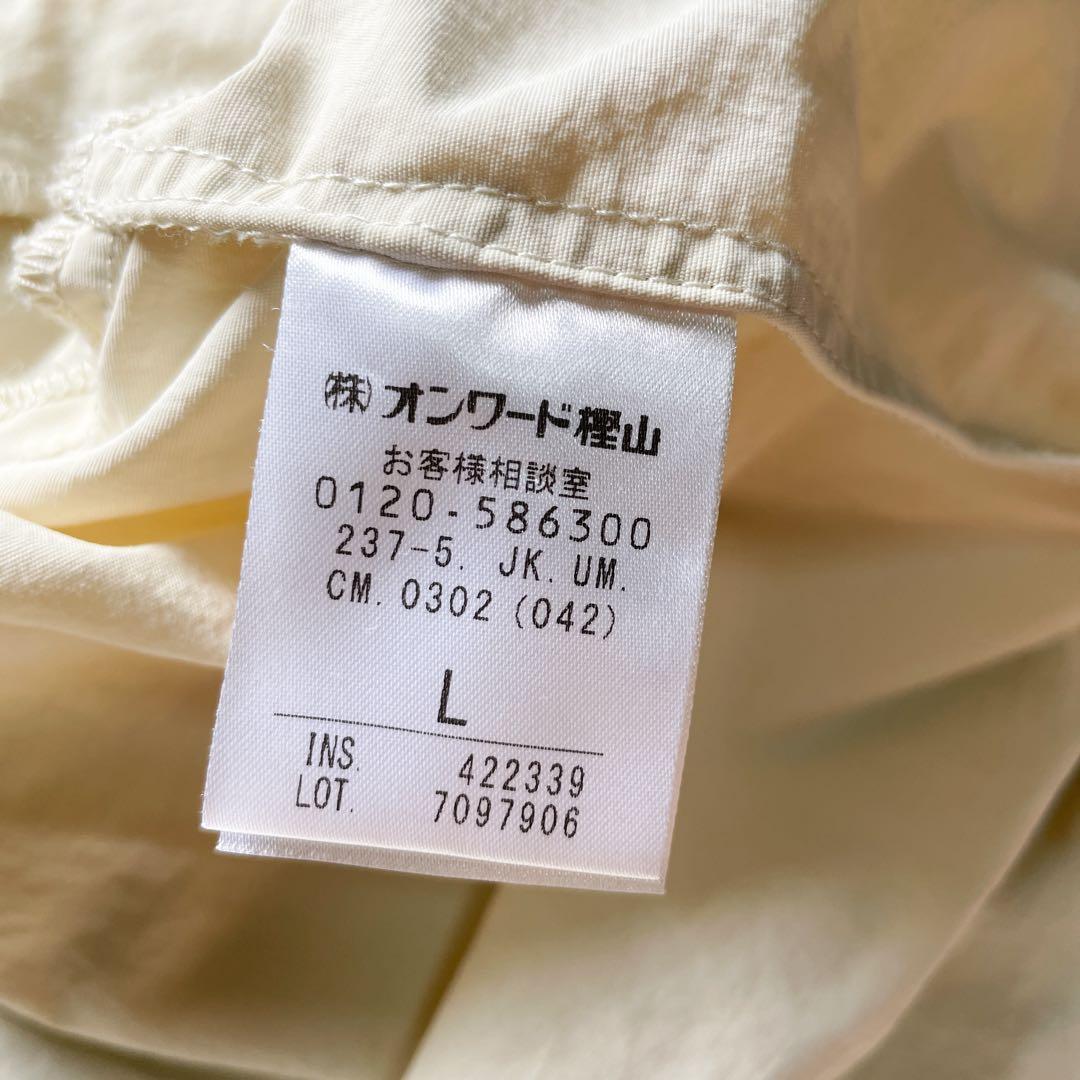 ㈱オンワード樫山
お客様相談室
0120-586300
237-5. JK. UM.
CM. 0302 (042)
L
INS. 422339
LOT. 7097906